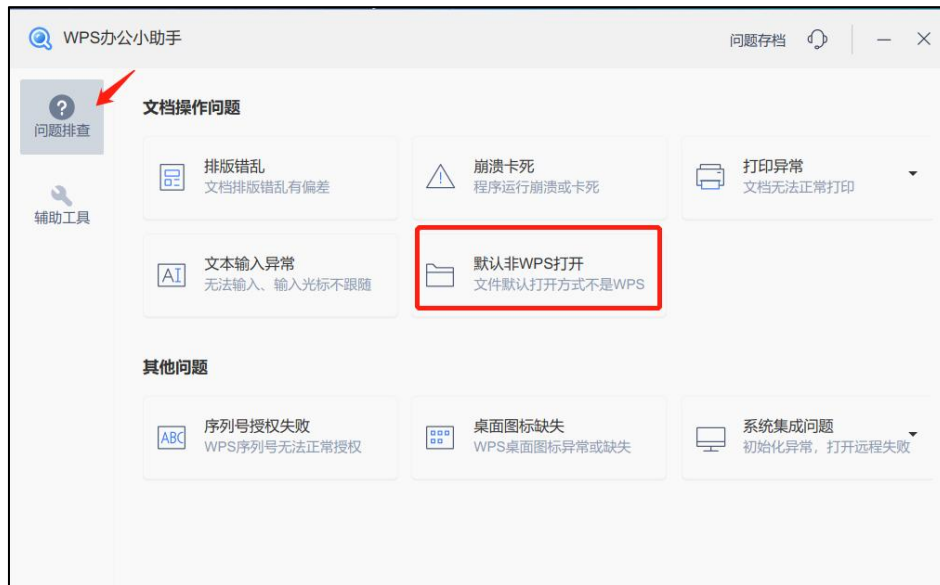 WPS办公小助手
问题存档
?
问题排查
辅助工具
文档操作问题
排版错乱
文档排版错乱有偏差
崩溃卡死
程序运行崩溃或卡死
打印异常
文档无法正常打印
AI
文本输入异常
无法输入、输入光标不跟随
默认非WPS打开
文件默认打开方式不是WPS
其他问题
ABC
序列号授权失败
WPS序列号无法正常授权
桌面图标缺失
WPS桌面图标异常或缺失
系统集成问题
初始化异常，打开远程失败